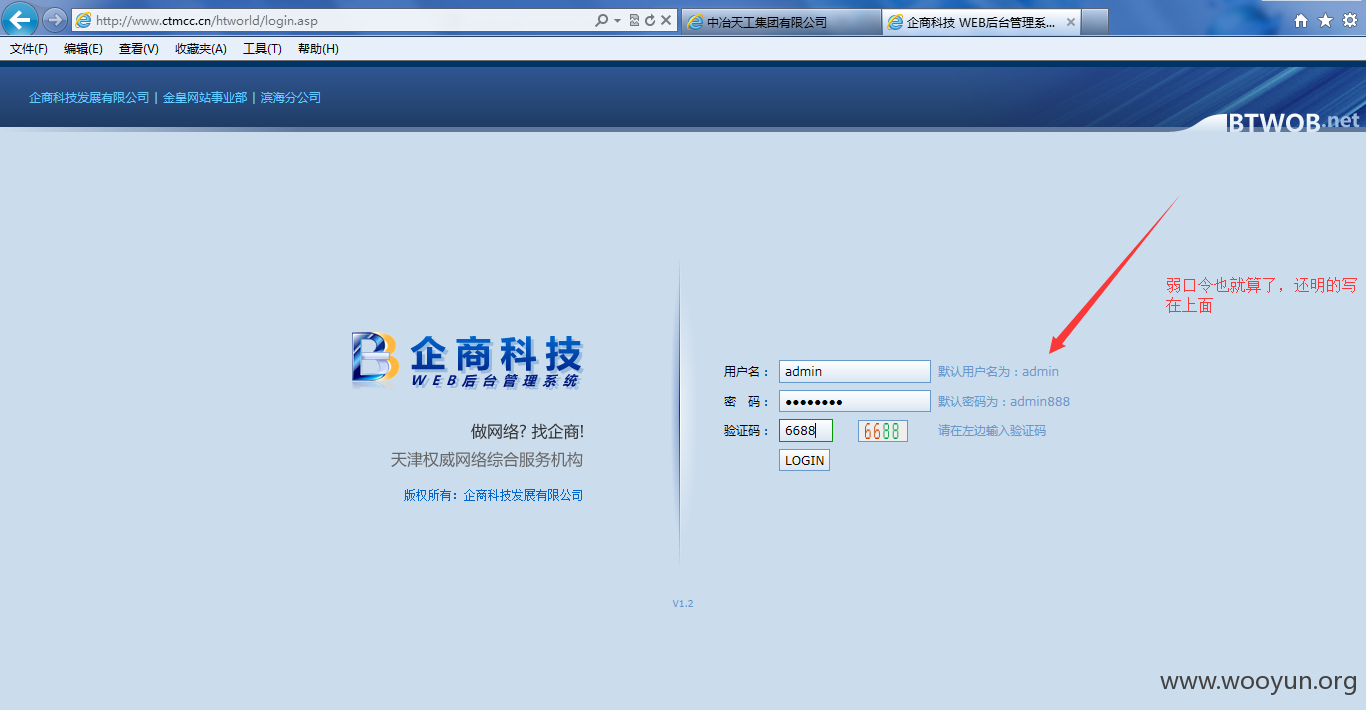 http://www.ctmcc.cn/htworld/login.asp
中冶天工集团有限公司
企商科技 WEB后台管理系...
文件(F) 编辑(E) 查看(V) 收藏夹(A) 工具(T) 帮助(H)
企商科技发展有限公司 | 金皇网站事业部 | 滨海分公司
BTWOB.net
弱口令也就算了，还明的写
在上面
企商科技
WEB后台管理系统
做网络? 找企商!
天津权威网络综合服务机构
版权所有：企商科技发展有限公司
用户名： admin 默认用户名为：admin
密 码： ●●●●●●●● 默认密码为：admin888
验证码： 6688 6688 请在左边输入验证码
LOGIN
V1.2
www.wooyun.org